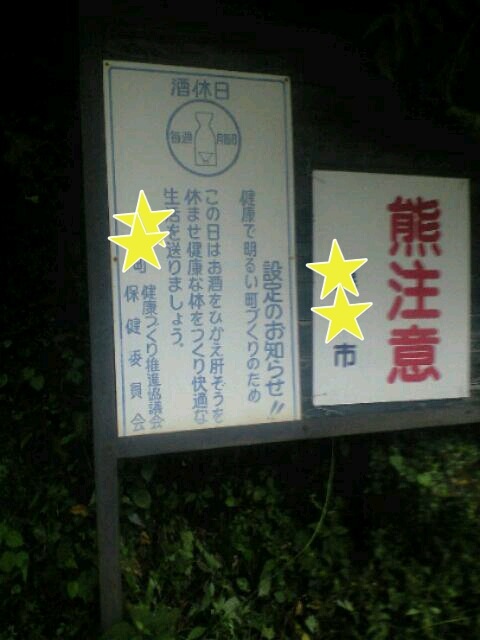 酒休日
毎週 月曜日
設定のお知らせ!!
健康で明るい町づくりのため
この日はお酒をひかえ肝ぞうを
休ませ健康な体をつくり快適な
生活を送りましょう。
健康づくり推進協議会
町 保健委員会
熊注意
市